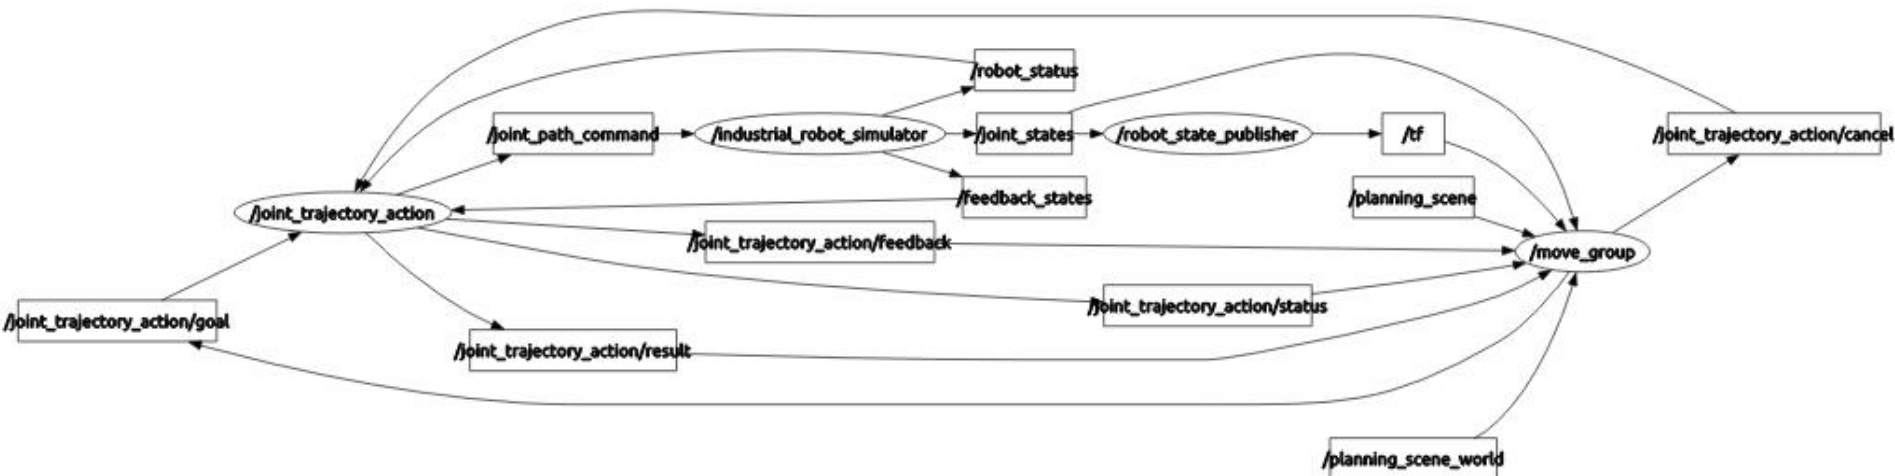 /robot_status
/joint_path_command
/industrial_robot_simulator
/joint_states
/robot_state_publisher
/tf
/joint_trajectory_action/cancel
/feedback_states
/planning_scene
/joint_trajectory_action
/joint_trajectory_action/feedback
/move_group
/joint_trajectory_action/status
/joint_trajectory_action/goal
/joint_trajectory_action/result
/planning_scene_world